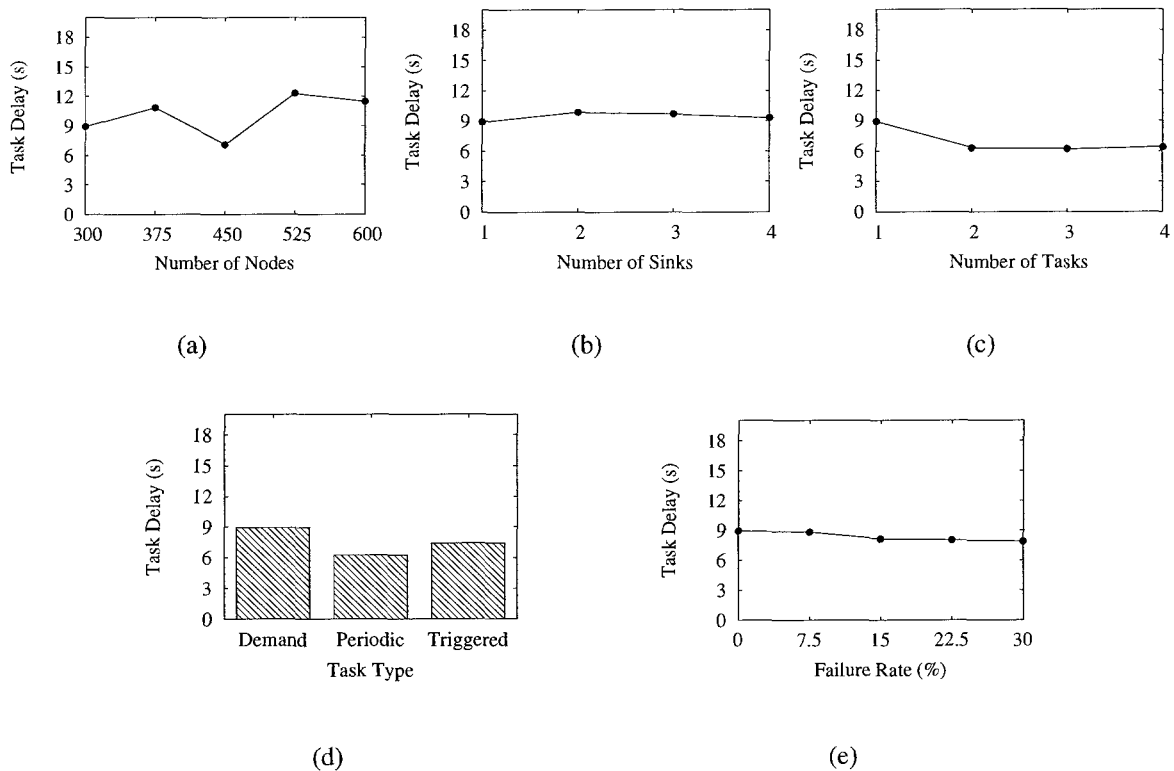 18
15
12
9
6
3
0
Task Delay (s)
300 375 450 525 600
Number of Nodes
(a)
18
15
12
9
6
3
0
Task Delay (s)
1 2 3 4
Number of Sinks
(b)
18
15
12
9
6
3
0
Task Delay (s)
1 2 3 4
Number of Tasks
(c)
18
15
12
9
6
3
0
Task Delay (s)
Demand Periodic Triggered
Task Type
(d)
18
15
12
9
6
3
0
Task Delay (s)
0 7.5 15 22.5 30
Failure Rate (%)
(e)